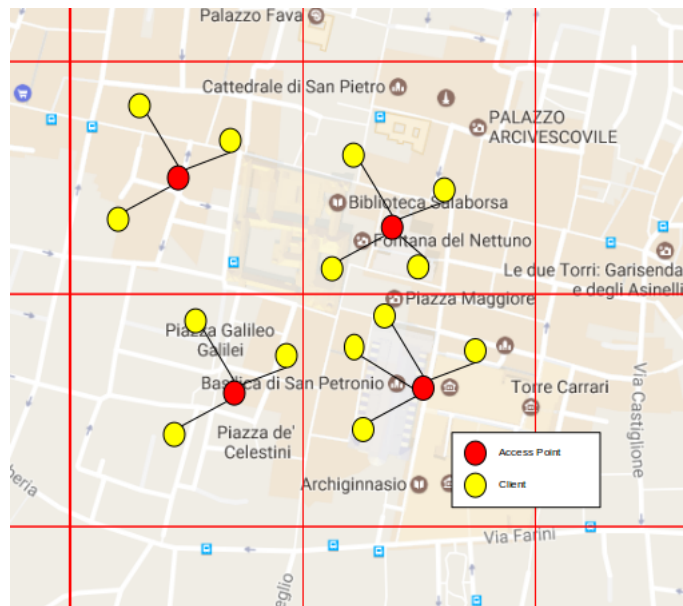 Palazzo Fava
Cattedrale di San Pietro
PALAZZO
ARCIVESCOVILE
Biblioteca Salaborsa
Fontana del Nettuno
Le due Torri: Garisenda
e degli Asinelli
Piazza Maggiore
Piazza Galileo
Galilei
Basilica di San Petronio
Torre Carrari
Via Castiglione
Piazza de'
Celestini
Access Point
Client
Archiginnasio
Via Farini